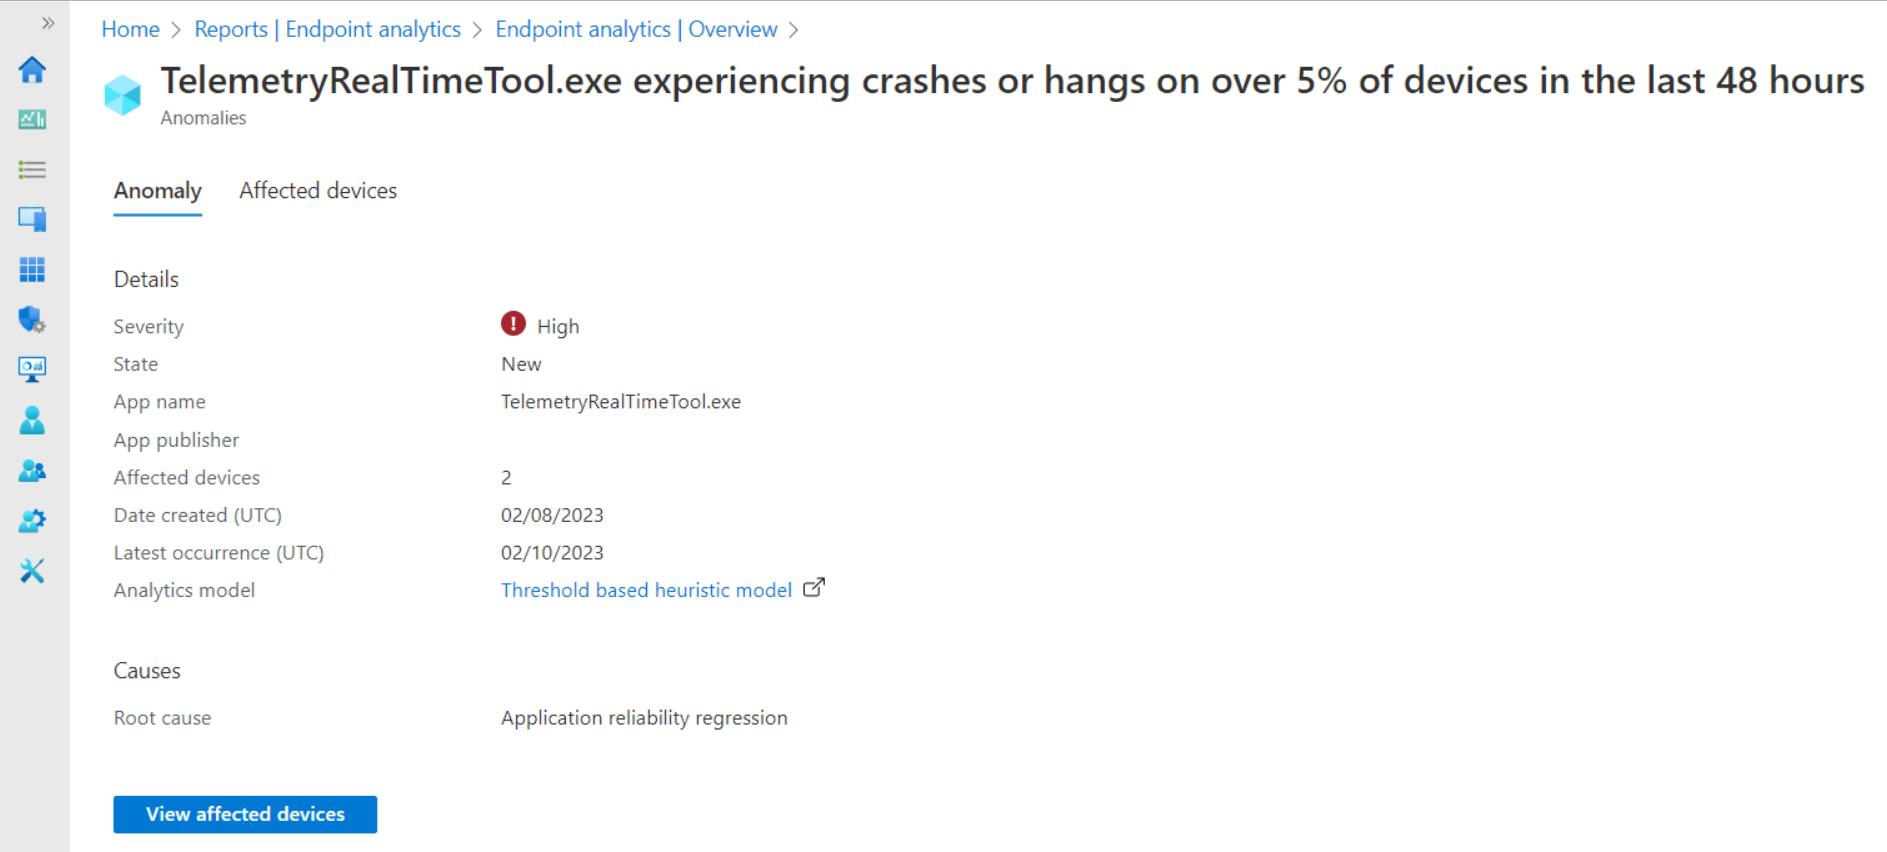 Home > Reports | Endpoint analytics > Endpoint analytics | Overview >
TelemetryRealTimeTool.exe experiencing crashes or hangs on over 5% of devices in the last 48 hours
Anomalies
Anomaly Affected devices
Details
Severity High
State New
App name TelemetryRealTimeTool.exe
App publisher
Affected devices 2
Date created (UTC) 02/08/2023
Latest occurrence (UTC) 02/10/2023
Analytics model Threshold based heuristic model
Causes
Root cause Application reliability regression
View affected devices